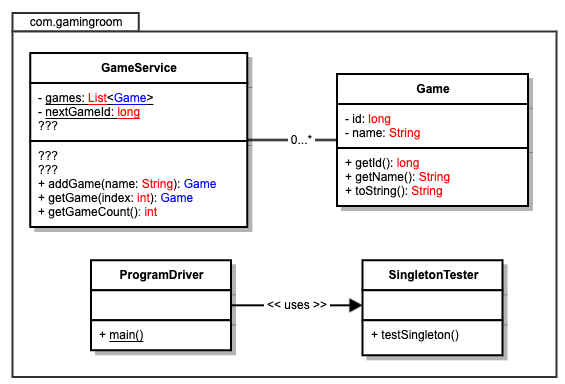 com.gamingroom
GameService
- games: List<Game>
- nextGameId: long
???
???
???
+ addGame(name: String): Game
+ getGame(index: int): Game
+ getGameCount(): int
0...*
Game
- id: long
- name: String
+ getId(): long
+ getName(): String
+ toString(): String
ProgramDriver
+ main()
<< uses >>
SingletonTester
+ testSingleton()